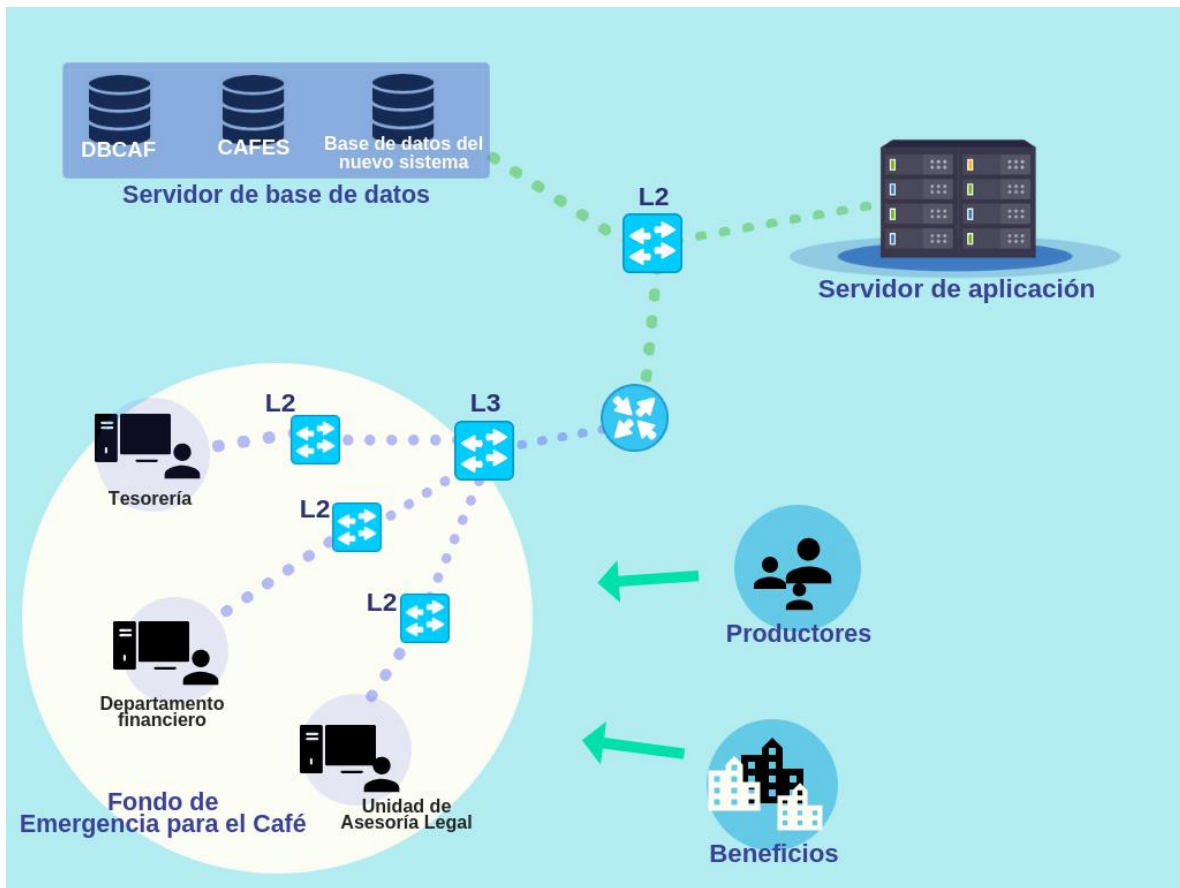 DBCAF
CAFES
Base de datos del
nuevo sistema
Servidor de base de datos
L2
Servidor de aplicación
L2
L3
Tesorería
L2
L2
Departamento
financiero
Unidad de
Asesoría Legal
Fondo de
Emergencia para el Café
Productores
Beneficios